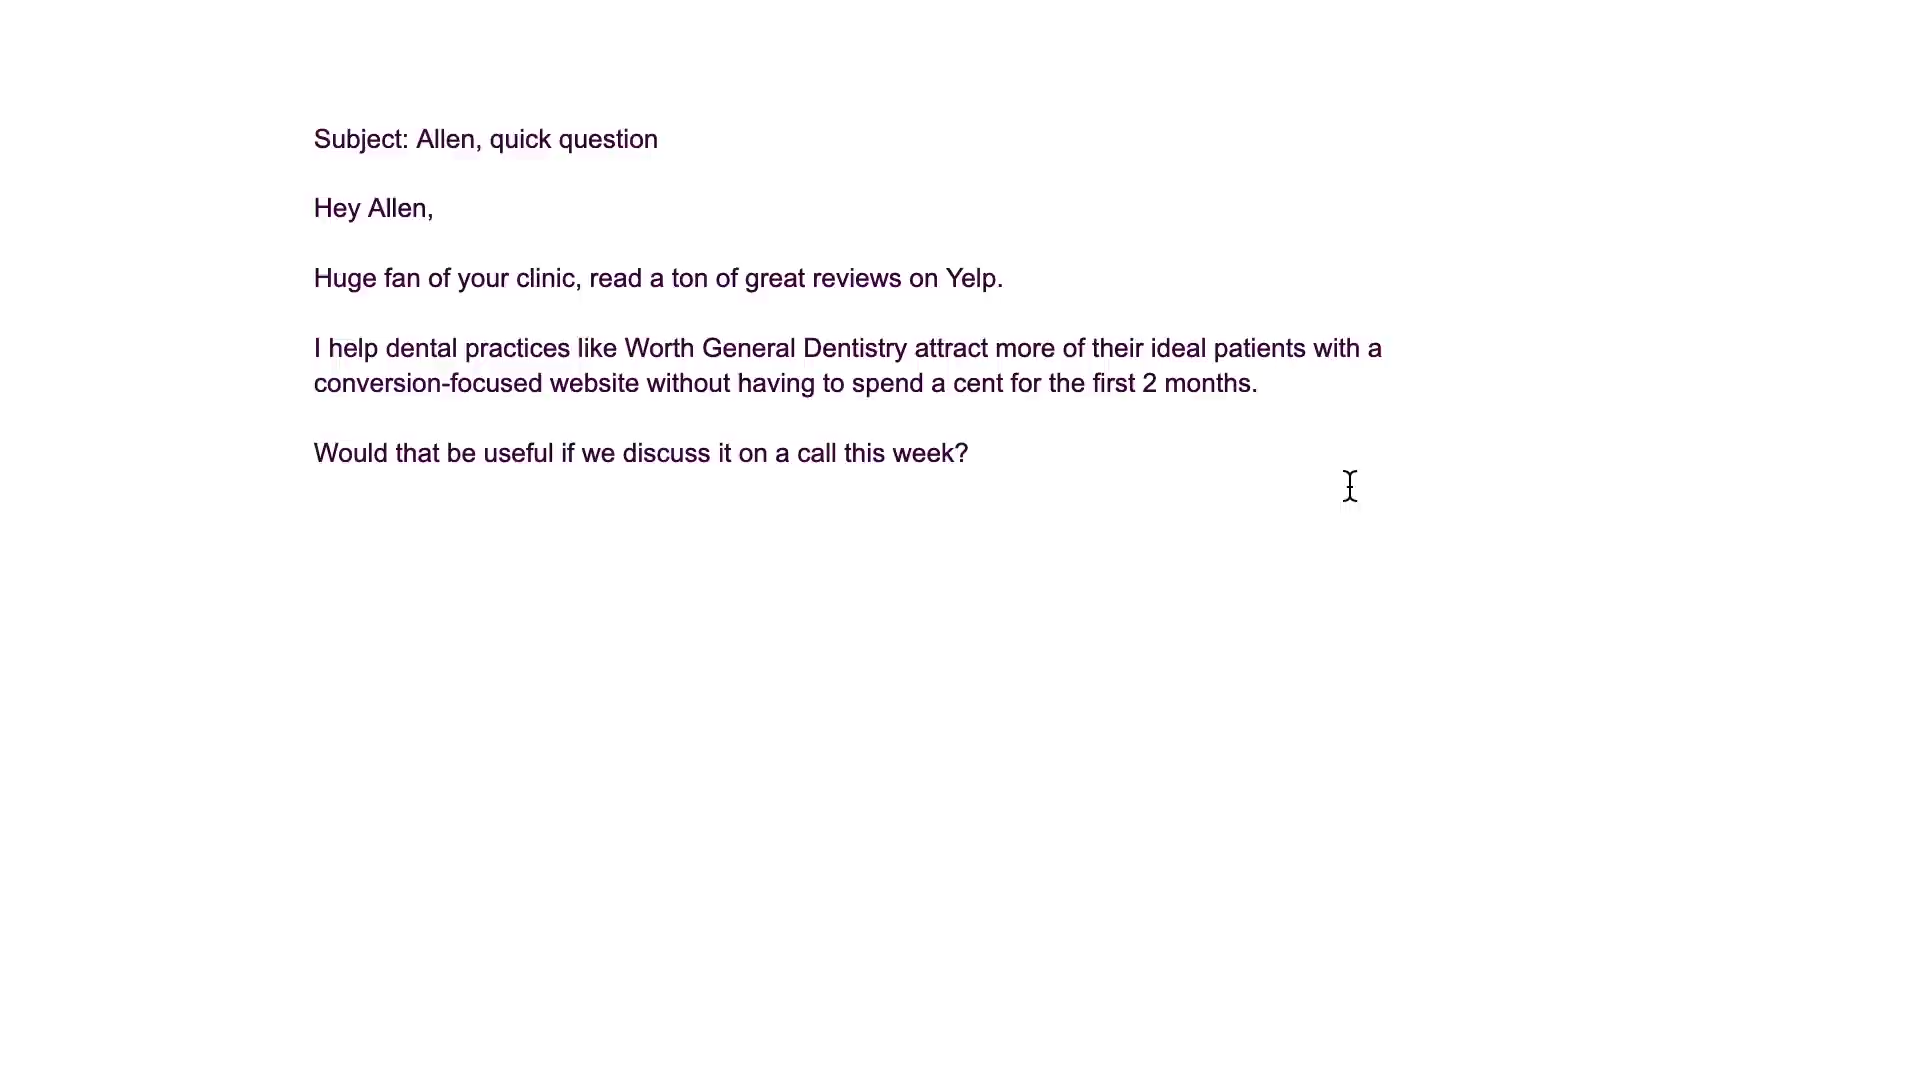 Subject: Allen, quick question
Hey Allen,
Huge fan of your clinic, read a ton of great reviews on Yelp.
I help dental practices like Worth General Dentistry attract more of their ideal patients with a
conversion-focused website without having to spend a cent for the first 2 months.
Would that be useful if we discuss it on a call this week?